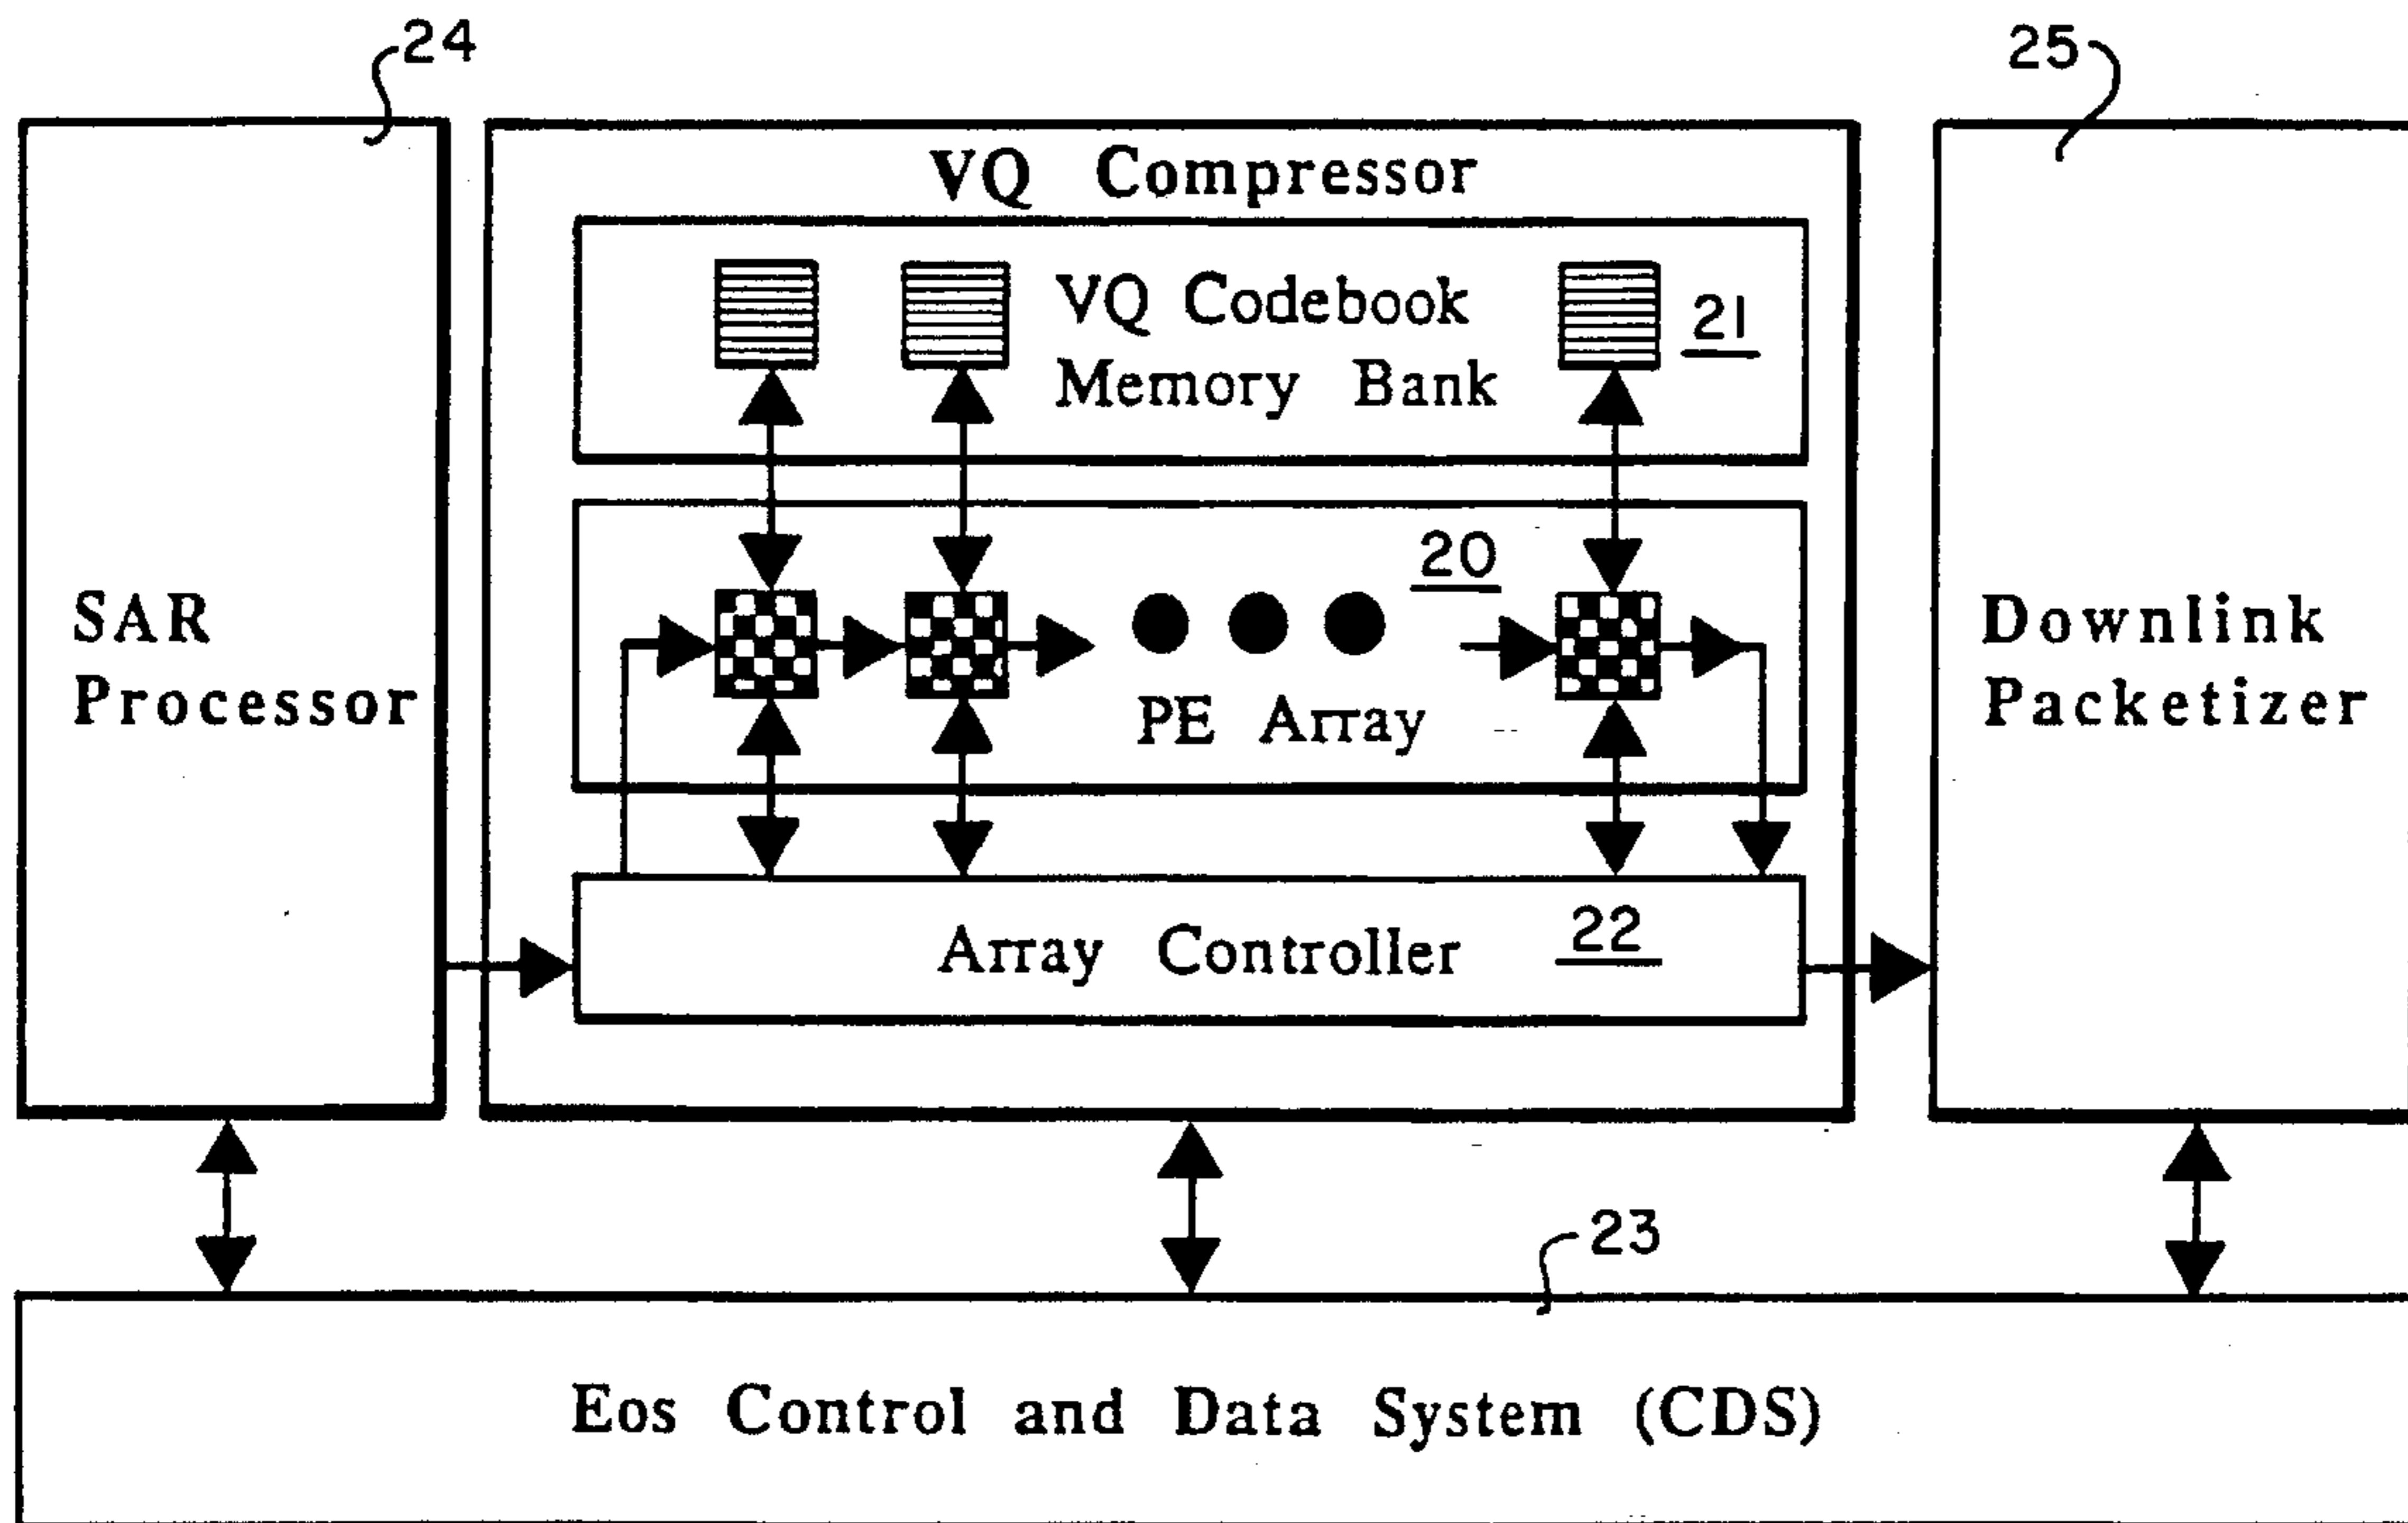 24
25
VQ Compressor
VQ Codebook
Memory Bank
21
20
PE Array
SAR
Processor
Downlink
Packetizer
Array Controller
22
23
Eos Control and Data System (CDS)